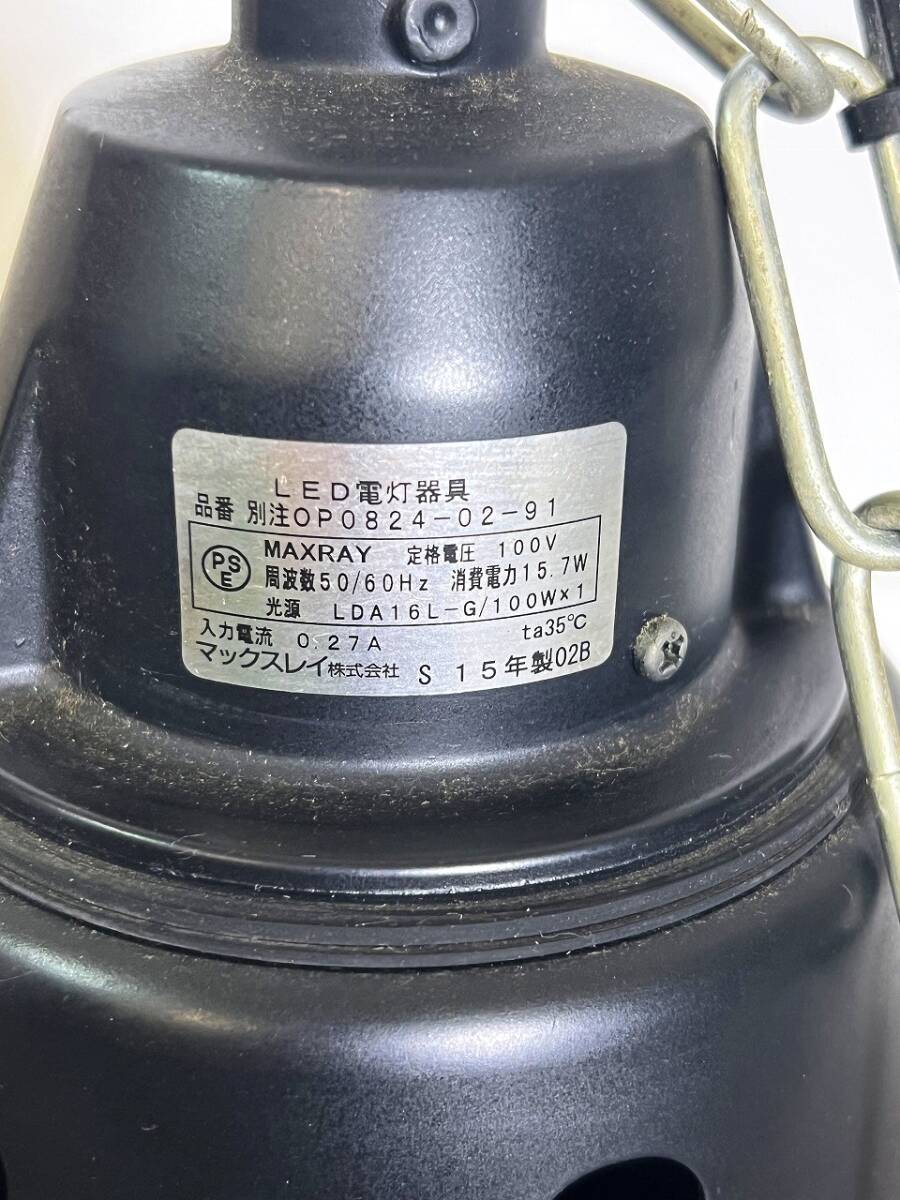 LED電灯器具
品番 別注OP0824-02-91
PSE MAXRAY 定格電圧 100V
周波数50/60Hz 消費電力15.7W
光源 LDA16L-G/100W×1
入力電流 0.27A ta35℃
マックスレイ株式会社 S 15年製02B